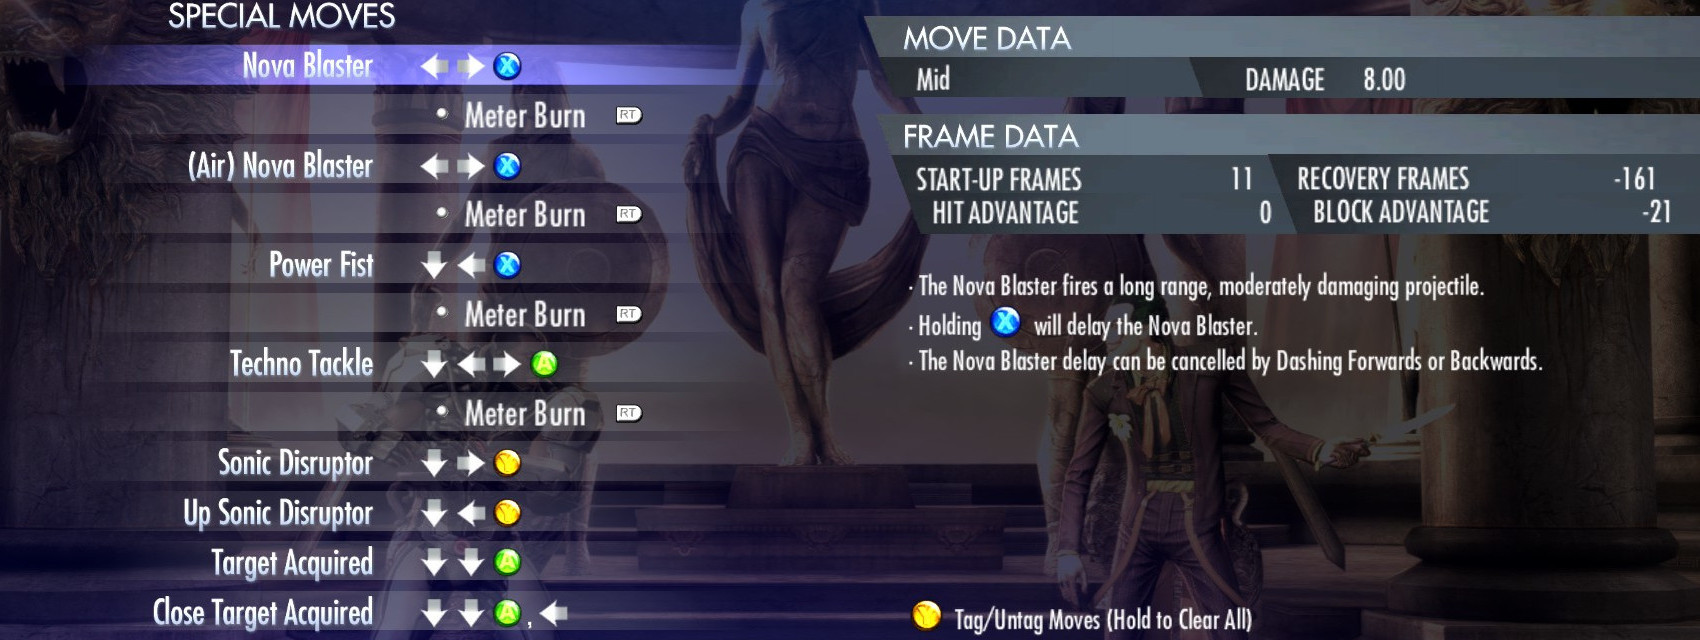 SPECIAL MOVES
Nova Blaster X
• Meter Burn RT
(Air) Nova Blaster X
• Meter Burn RT
Power Fist X
• Meter Burn RT
Techno Tackle A
• Meter Burn RT
Sonic Disruptor Y
Up Sonic Disruptor Y
Target Acquired A
Close Target Acquired A ,
MOVE DATA
Mid DAMAGE 8.00
FRAME DATA
START-UP FRAMES 11 RECOVERY FRAMES -161
HIT ADVANTAGE 0 BLOCK ADVANTAGE -21
· The Nova Blaster fires a long range, moderately damaging projectile.
· Holding X will delay the Nova Blaster.
· The Nova Blaster delay can be cancelled by Dashing Forwards or Backwards.
Y Tag/Untag Moves (Hold to Clear All)